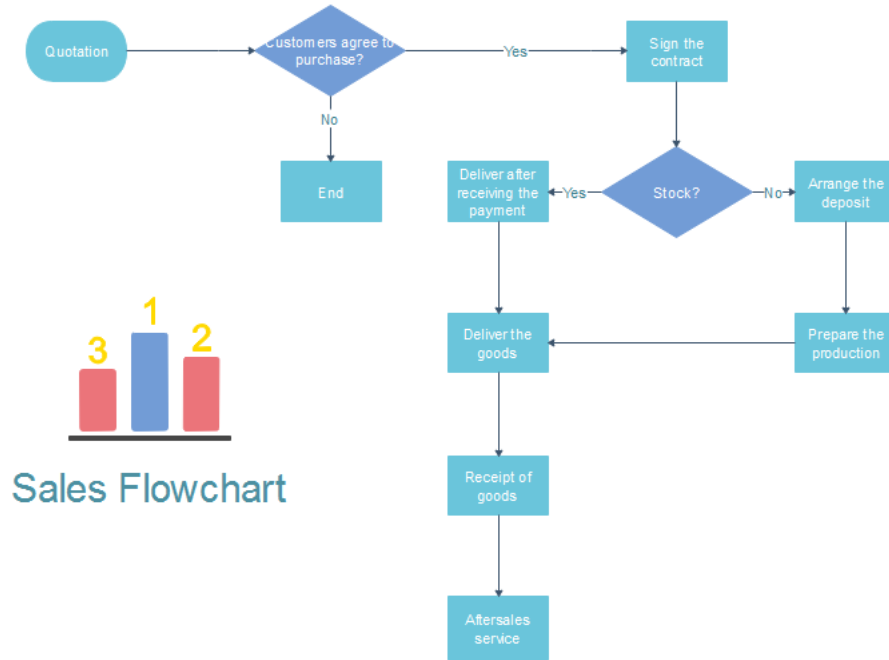 Quotation
Customers agree to
purchase?
Yes
Sign the
contract
No
End
Deliver after
receiving the
payment
Yes
Stock?
No
Arrange the
deposit
Deliver the
goods
Prepare the
production
1
2
3
Sales Flowchart
Receipt of
goods
Aftersales
service